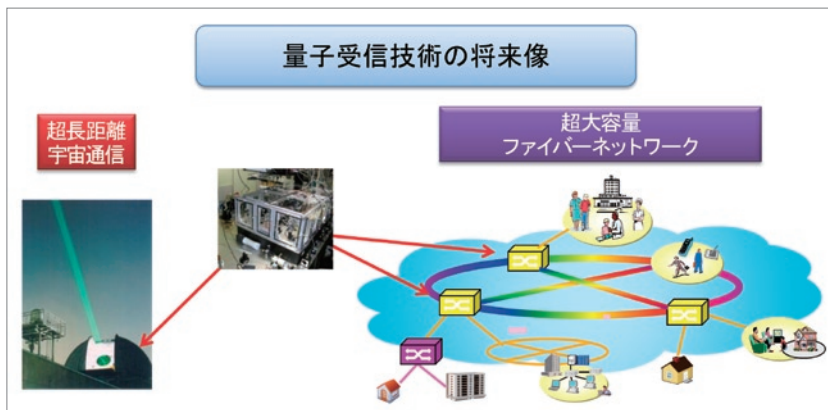 量子受信技術の将来像
超長距離
宇宙通信
超大容量
ファイバーネットワーク